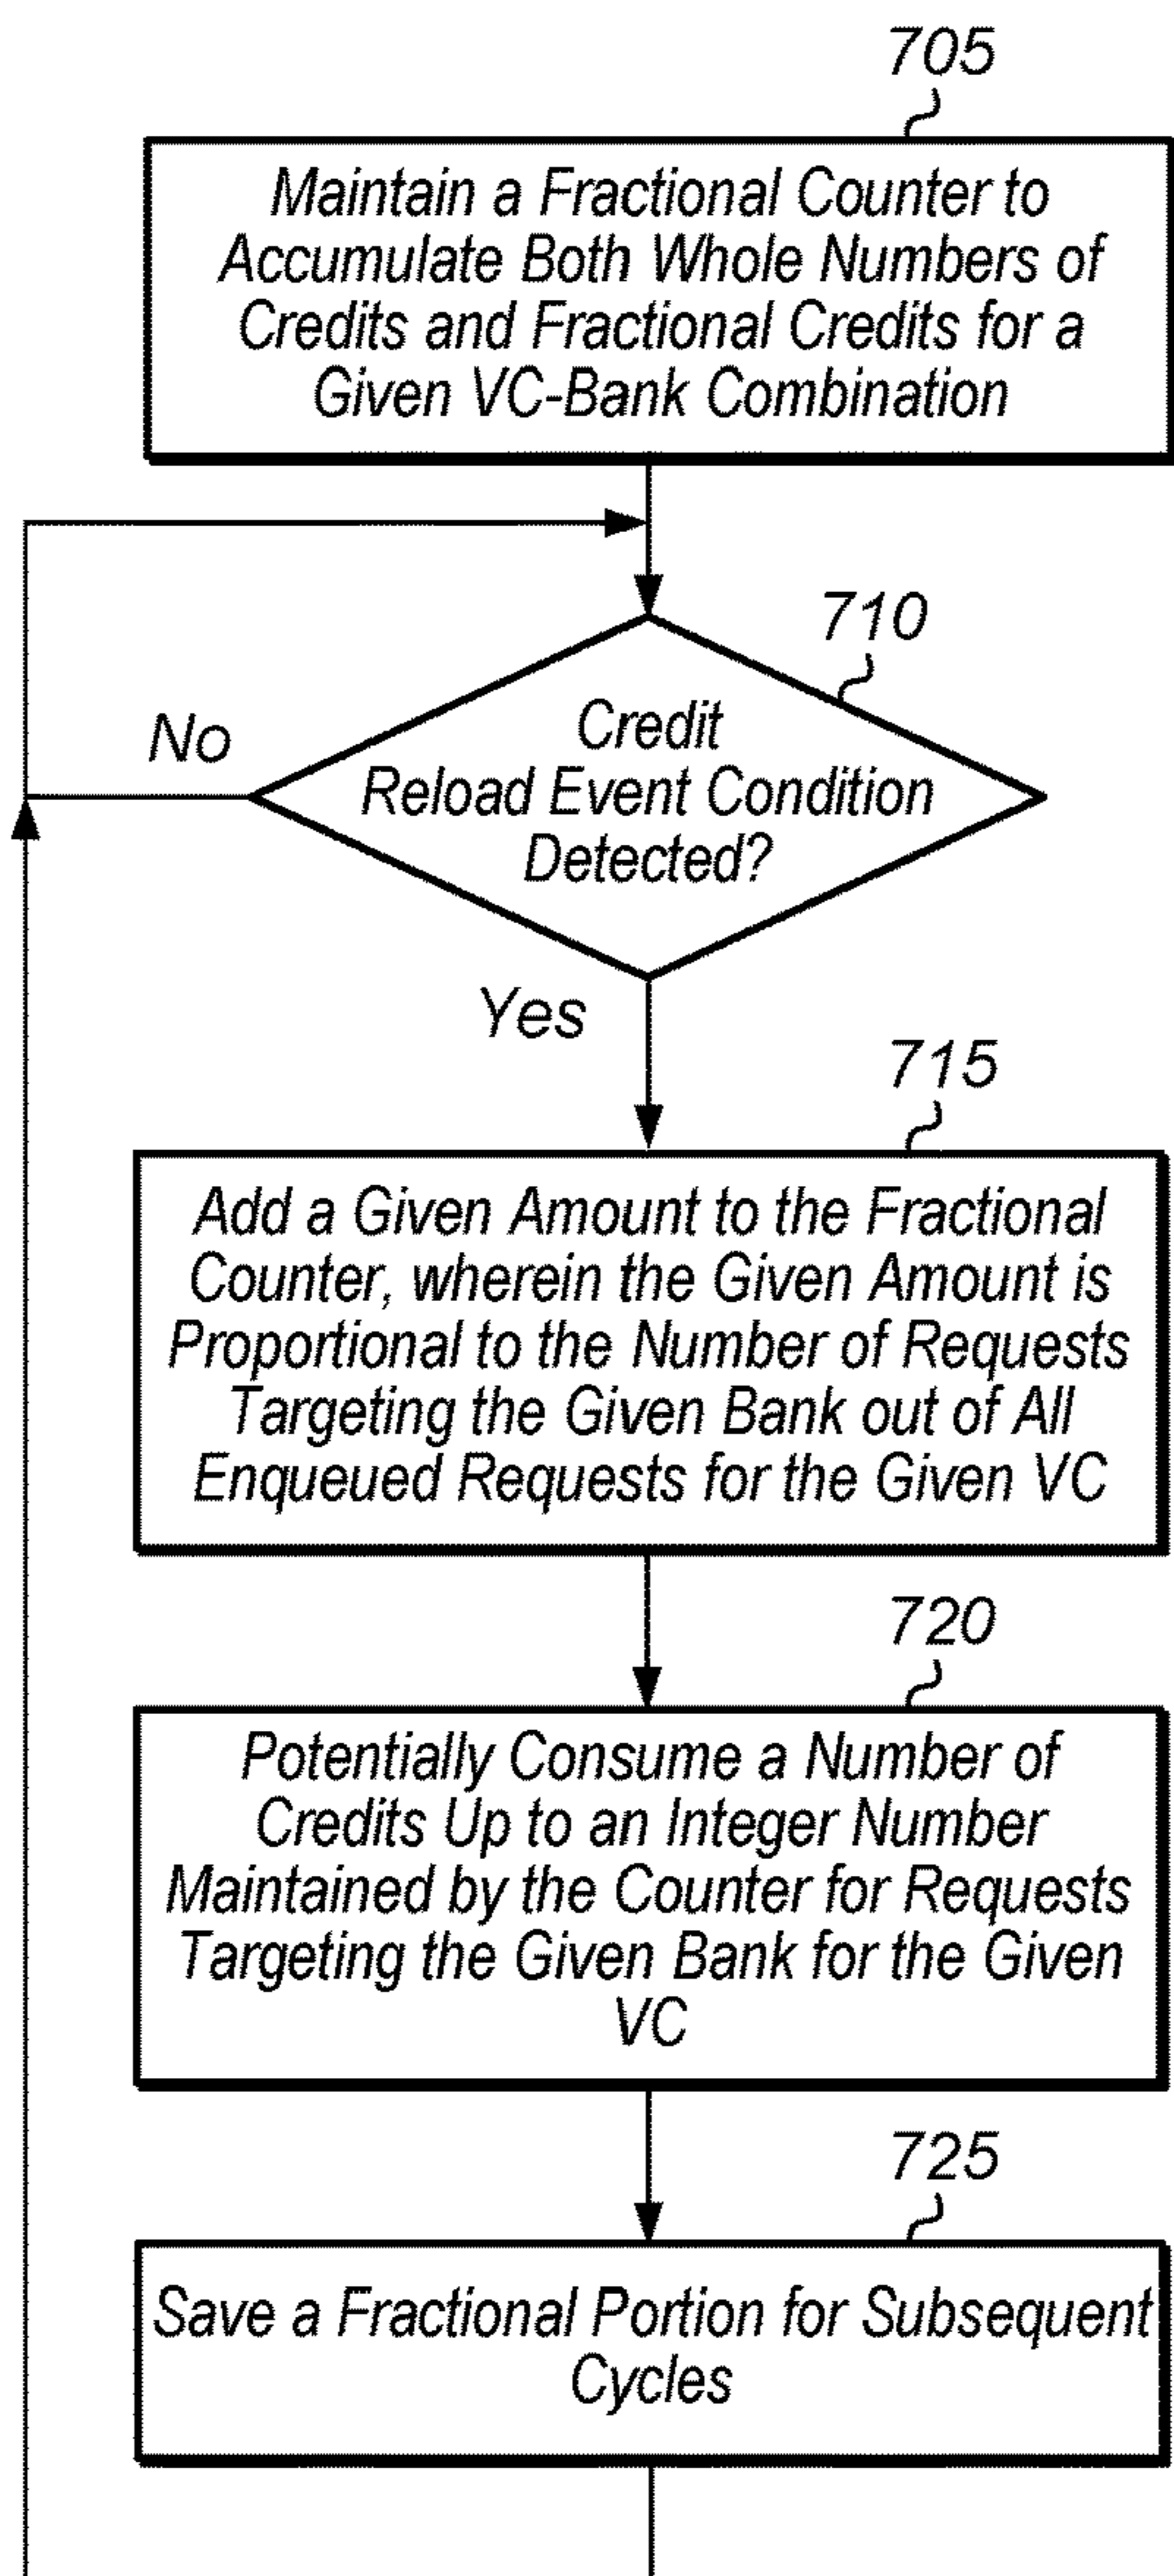 705
Maintain a Fractional Counter to
Accumulate Both Whole Numbers of
Credits and Fractional Credits for a
Given VC-Bank Combination
710
No
Credit
Reload Event Condition
Detected?
Yes
715
Add a Given Amount to the Fractional
Counter, wherein the Given Amount is
Proportional to the Number of Requests
Targeting the Given Bank out of All
Enqueued Requests for the Given VC
720
Potentially Consume a Number of
Credits Up to an Integer Number
Maintained by the Counter for Requests
Targeting the Given Bank for the Given
VC
725
Save a Fractional Portion for Subsequent
Cycles